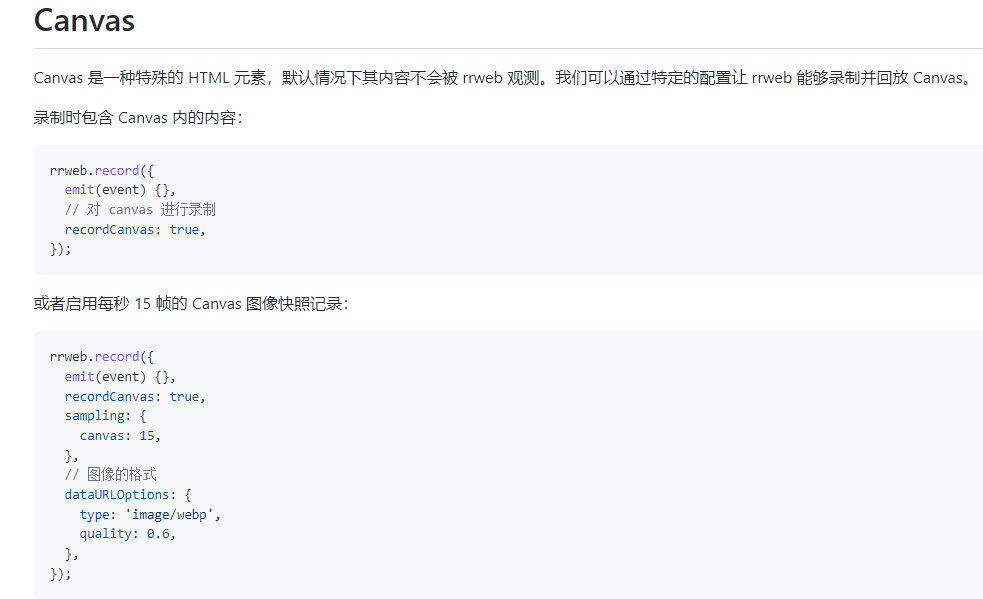 Canvas
Canvas 是一种特殊的 HTML 元素，默认情况下其内容不会被 rrweb 观测。我们可以通过特定的配置让 rrweb 能够录制并回放 Canvas。
录制时包含 Canvas 内的内容：
rrweb.record({
  emit(event) {},
  // 对 canvas 进行录制
  recordCanvas: true,
});
或者启用每秒 15 帧的 Canvas 图像快照记录：
rrweb.record({
  emit(event) {},
  recordCanvas: true,
  sampling: {
    canvas: 15,
  },
  // 图像的格式
  dataURLOptions: {
    type: 'image/webp',
    quality: 0.6,
  },
});